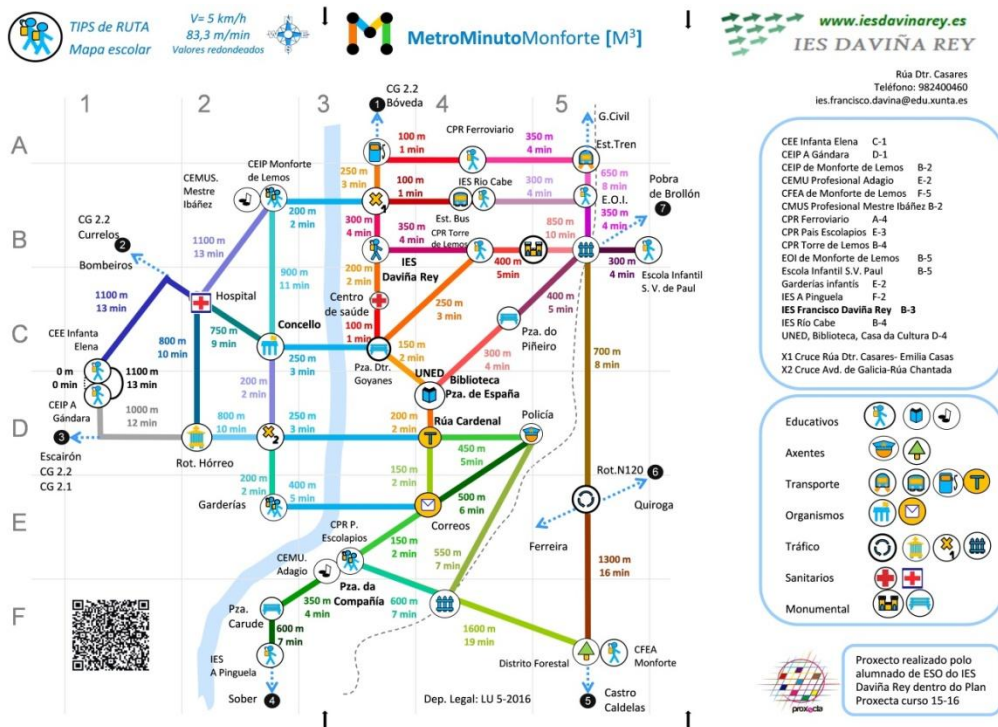 TIPS de RUTA
Mapa escolar
V= 5 km/h
83,3 m/min
Valores redondeados
MetroMinutoMonforte [M³]
www.iesdavinarey.es
IES DAVIÑA REY
Rúa Dtr. Casares
Teléfono: 982400460
ies.francisco.davina@edu.xunta.es
1
2
3
4
5
A
B
C
D
E
F
1
CG 2.2
Bóveda
G.Civil
CPR Ferroviario
Est.Tren
100 m
1 min
350 m
4 min
CEIP Monforte
de Lemos
CEMUS.
Mestre
Ibáñez
250 m
3 min
100 m
1 min
IES Río Cabe
300 m
4 min
650 m
8 min
Pobra
de Brollón
7
E.O.I.
200 m
2 min
1
Est. Bus
CG 2.2
Currelos
2
Bombeiros
1100 m
13 min
300 m
4 min
350 m
4 min
CPR Torre
de Lemos
850 m
10 min
350 m
4 min
IES
Daviña Rey
400 m
5min
300 m
4 min
Escola Infantil
S.V. de Paul
900 m
11 min
200 m
2 min
1100 m
13 min
Hospital
Centro
de saúde
250 m
3 min
400 m
5 min
CEE Infanta
Elena
750 m
9 min
Concello
100 m
1 min
Pza. do
Piñeiro
800 m
10 min
250 m
3 min
Pza. Dtr.
Goyanes
150 m
2 min
300 m
4 min
700 m
8 min
0 m
0 min
1100 m
13 min
200 m
2 min
UNED
Biblioteca
Pza. de España
CEIP A
Gándara
1000 m
12 min
800 m
10 min
250 m
3 min
200 m
2 min
Rúa Cardenal
Policía
3
Escairón
CG 2.2
CG 2.1
Rot. Hórreo
2
T
450 m
5min
200 m
2 min
400 m
5 min
150 m
2 min
500 m
6 min
Rot.N120
6
Quiroga
Garderías
Correos
CPR P.
Escolapios
150 m
2 min
550 m
7 min
Ferreira
CEMU.
Adagio
Pza. da
Compañía
1300 m
16 min
Pza.
Carude
350 m
4 min
600 m
7 min
600 m
7 min
1600 m
19 min
IES
A Pinguela
Distrito Forestal
CFEA
Monforte
Sober
4
Dep. Legal: LU 5-2016
5
Castro
Caldelas
CEE Infanta Elena C-1
CEIP A Gándara D-1
CEIP de Monforte de Lemos B-2
CEMU Profesional Adagio E-2
CFEA de Monforte de Lemos F-5
CMUS Profesional Mestre Ibáñez B-2
CPR Ferroviario A-4
CPR Pais Escolapios E-3
CPR Torre de Lemos B-4
EOI de Monforte de Lemos B-5
Escola Infantil S.V. Paul B-5
Garderías infantís E-2
IES A Pinguela F-2
IES Francisco Daviña Rey B-3
IES Río Cabe B-4
UNED, Biblioteca, Casa da Cultura D-4
X1 Cruce Rúa Dtr. Casares- Emilia Casas
X2 Cruce Avd. de Galicia-Rúa Chantada
Educativos
Axentes
Transporte T
Organismos
Tráfico 1
Sanitarios
Monumental
proxecta
Proxecto realizado polo
alumnado de ESO do IES
Daviña Rey dentro do Plan
Proxecta curso 15-16